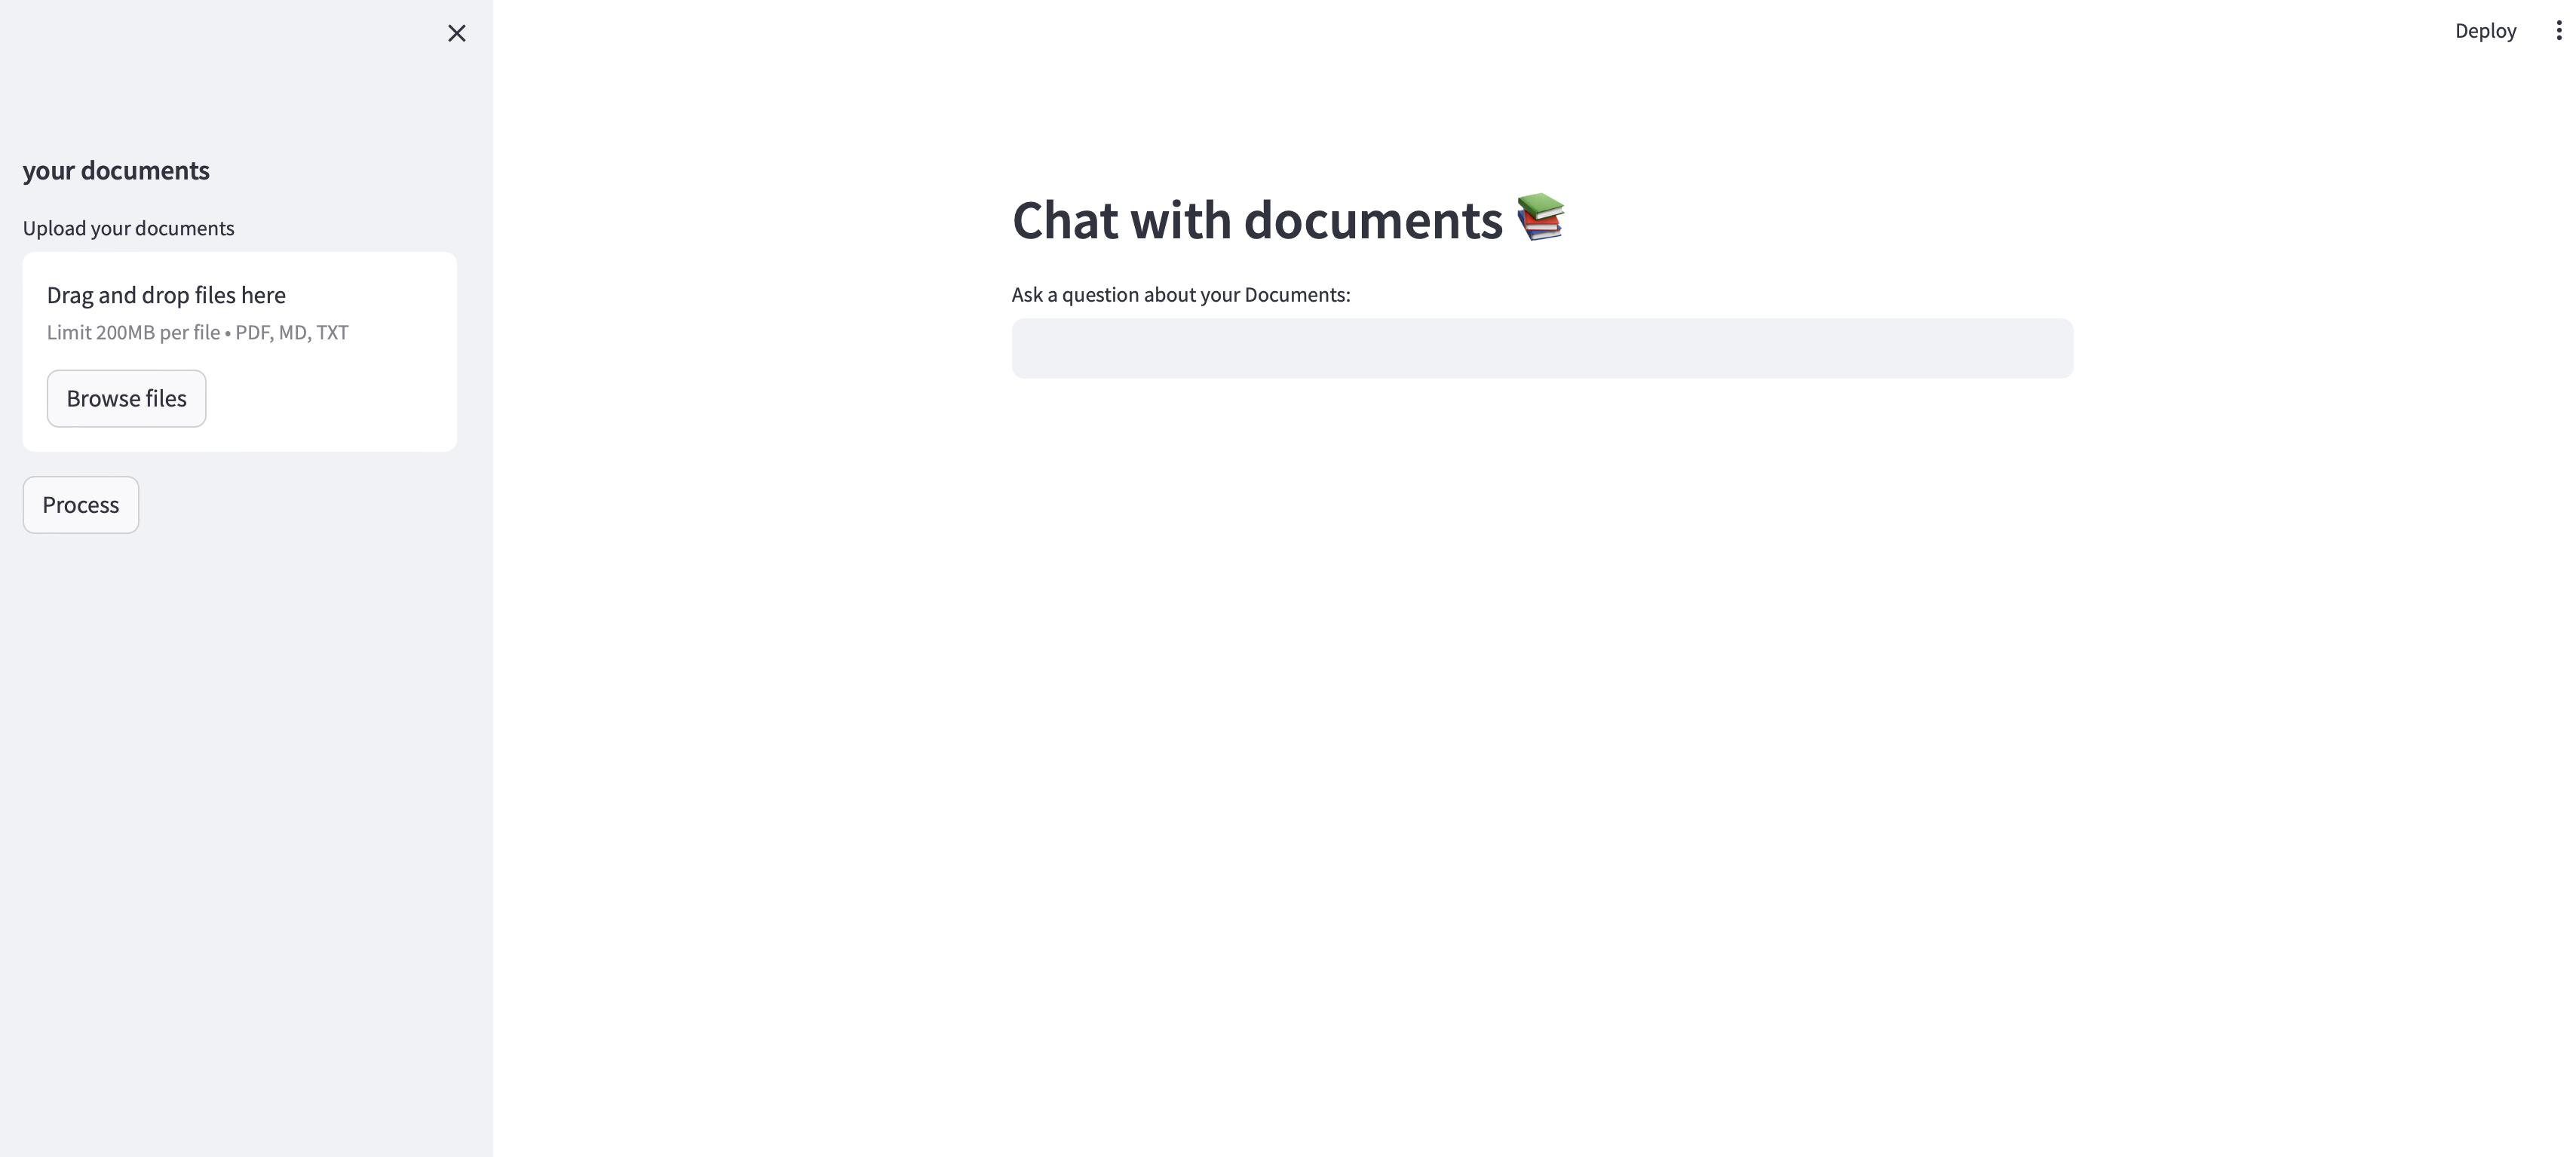 Deploy
your documents
Upload your documents
Drag and drop files here
Limit 200MB per file • PDF, MD, TXT
Browse files
Process
Chat with documents 📚
Ask a question about your Documents: